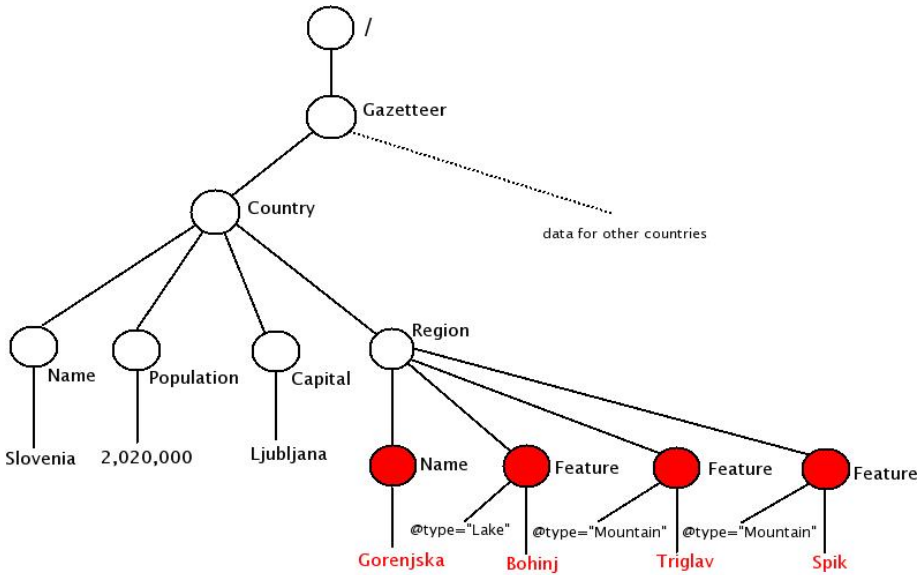 /
Gazetteer
Country
data for other countries
Region
Name
Population
Capital
Slovenia
2,020,000
Ljubljana
Name
Feature
Feature
Feature
@type="Lake"
@type="Mountain"
@type="Mountain"
Gorenjska
Bohinj
Triglav
Spik